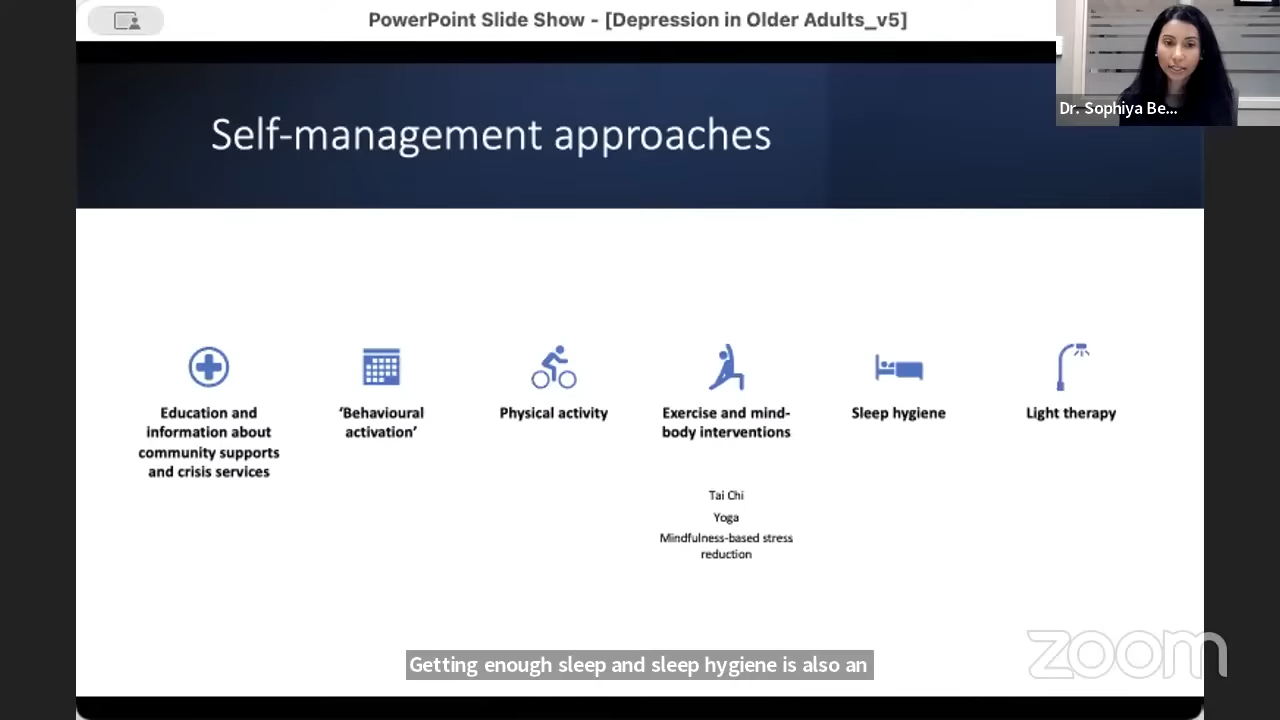 PowerPoint Slide Show - [Depression in Older Adults_v5]
Dr. Sophiya Be...
Self-management approaches
Education and
information about
community supports
and crisis services
‘Behavioural
activation’
Physical activity
Exercise and mind-
body interventions
Tai Chi
Yoga
Mindfulness-based stress
reduction
Sleep hygiene
Light therapy
Getting enough sleep and sleep hygiene is also an
zoom